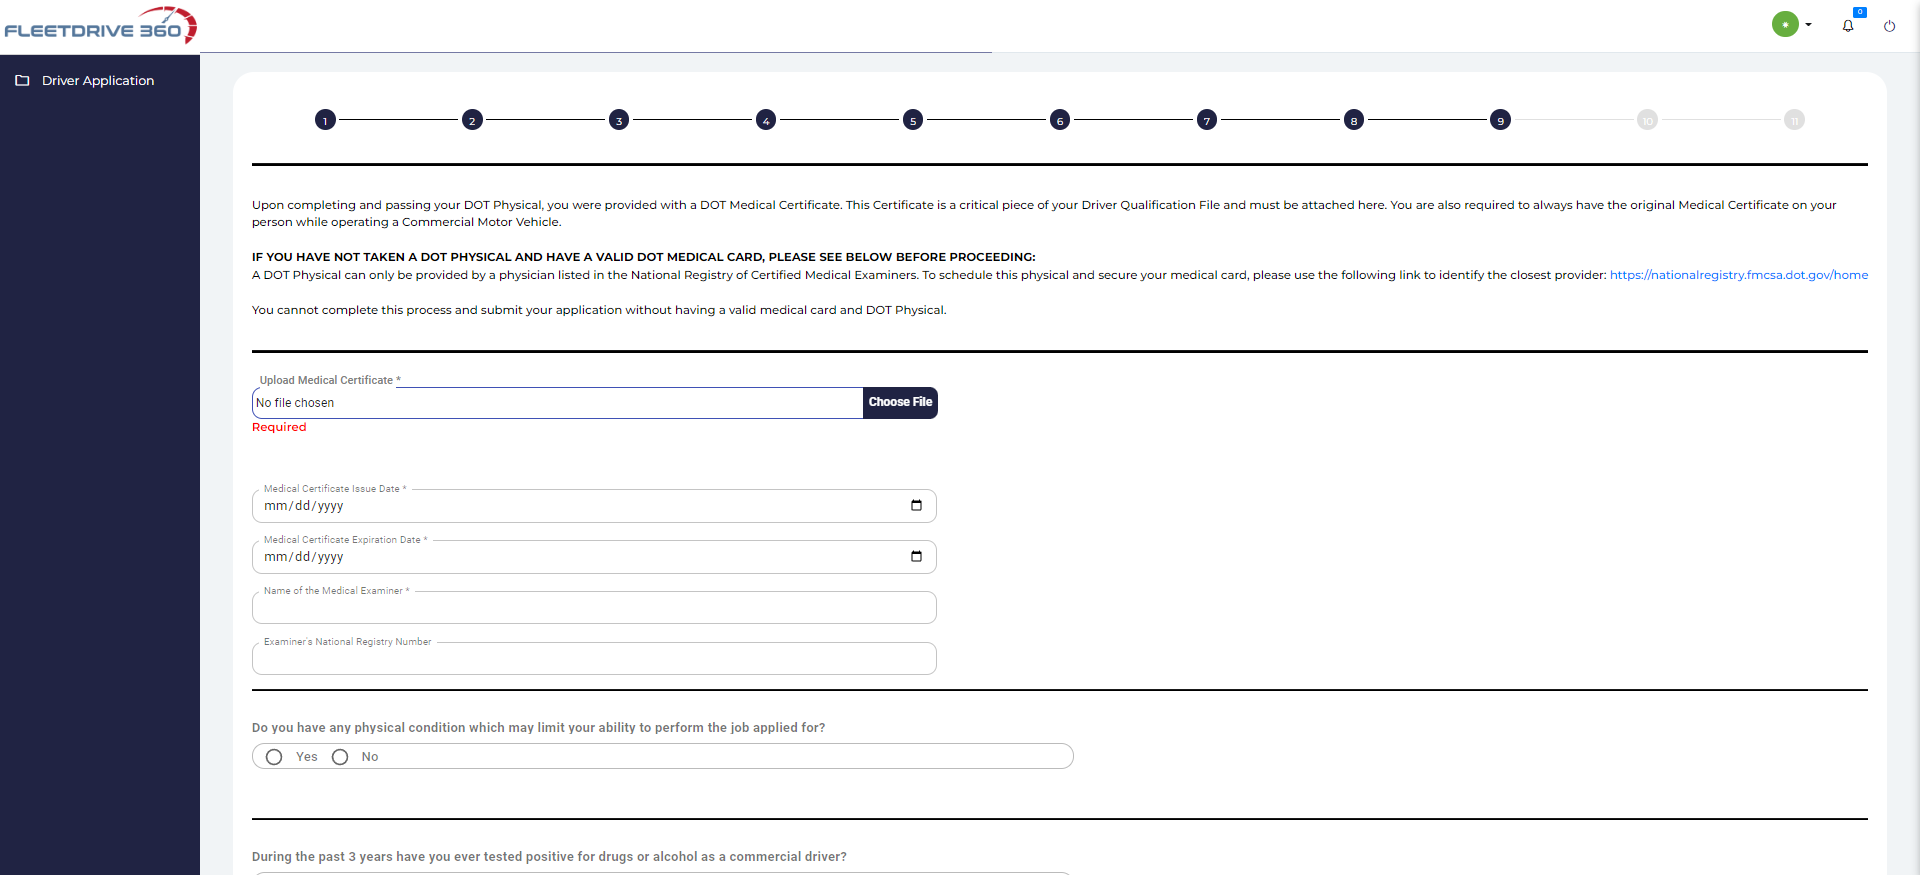 FLEETDRIVE 360
0
Driver Application
1 2 3 4 5 6 7 8 9 10 11
Upon completing and passing your DOT Physical, you were provided with a DOT Medical Certificate. This Certificate is a critical piece of your Driver Qualification File and must be attached here. You are also required to always have the original Medical Certificate on your
person while operating a Commercial Motor Vehicle.
IF YOU HAVE NOT TAKEN A DOT PHYSICAL AND HAVE A VALID DOT MEDICAL CARD, PLEASE SEE BELOW BEFORE PROCEEDING:
A DOT Physical can only be provided by a physician listed in the National Registry of Certified Medical Examiners. To schedule this physical and secure your medical card, please use the following link to identify the closest provider: https://nationalregistry.fmcsa.dot.gov/home
You cannot complete this process and submit your application without having a valid medical card and DOT Physical.
Upload Medical Certificate *
No file chosen Choose File
Required
Medical Certificate Issue Date *
mm/dd/yyyy
Medical Certificate Expiration Date *
mm/dd/yyyy
Name of the Medical Examiner *
Examiner's National Registry Number
Do you have any physical condition which may limit your ability to perform the job applied for?
Yes No
During the past 3 years have you ever tested positive for drugs or alcohol as a commercial driver?